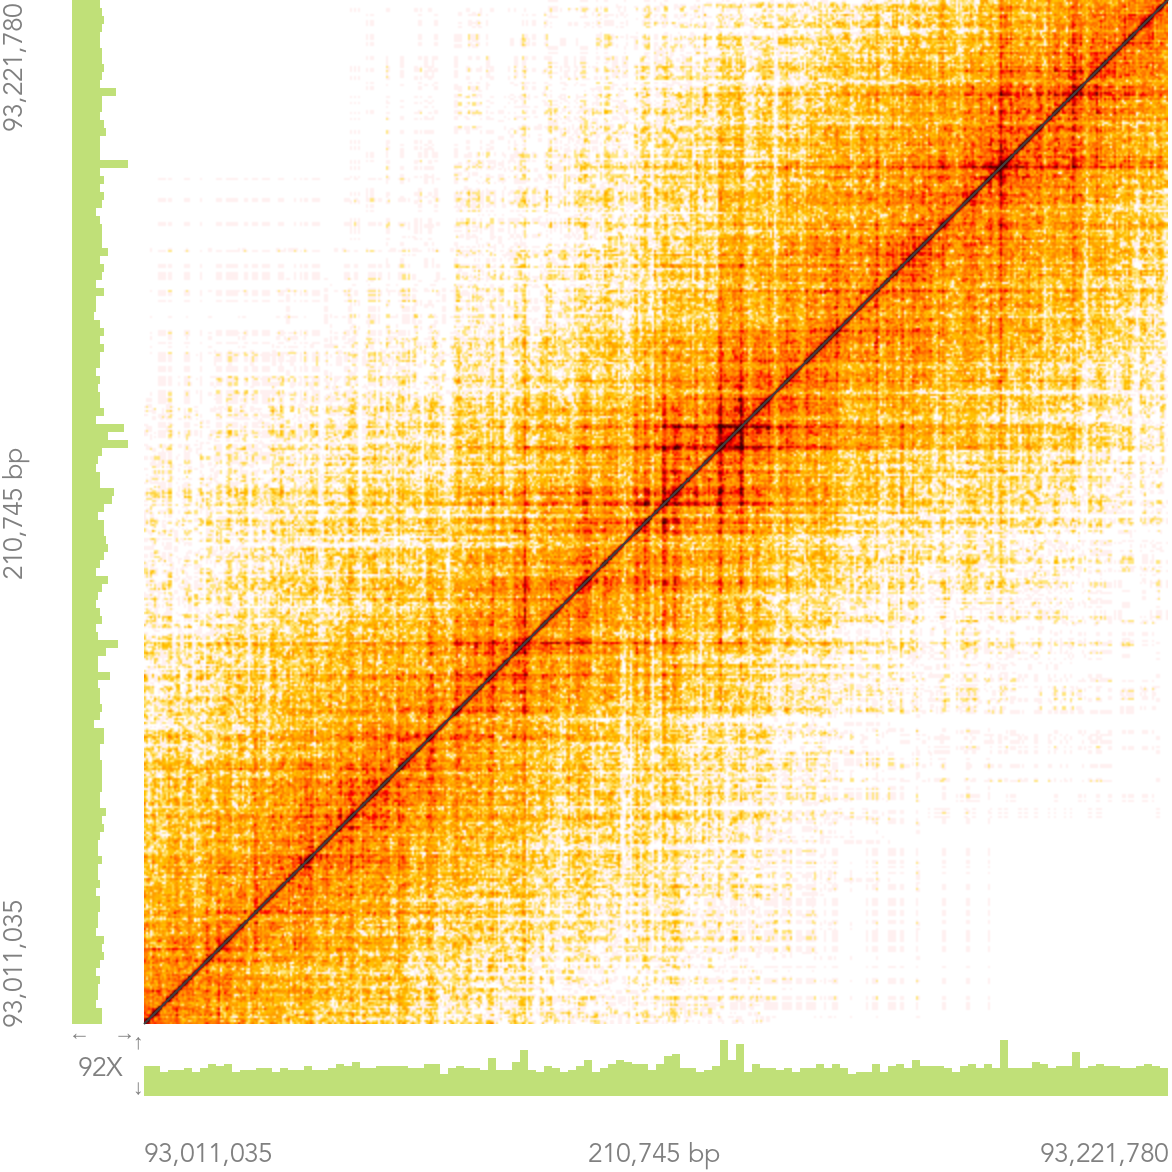 93,221,780
210,745 bp
93,011,035
← →
↑
92X
↓
93,011,035 210,745 bp 93,221,780